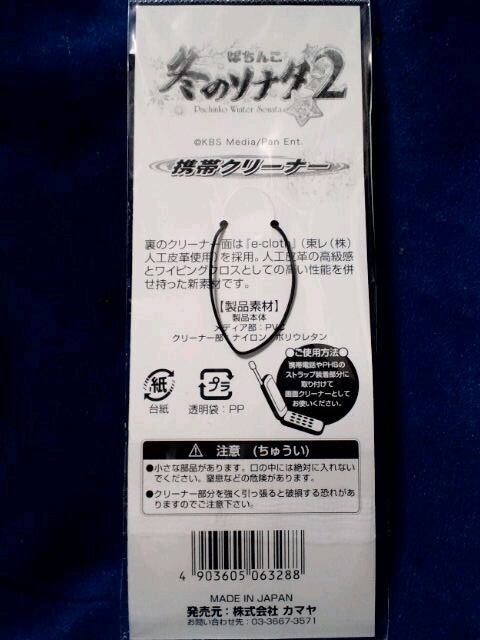 ぱちんこ
冬のソナタ2
Pachinko Winter Sonata
©KBS Media/Pan Ent.
携帯クリーナー
裏のクリーナー面は『e-cloth』(東レ(株)
人工皮革使用)を採用。人工皮革の高級感
とワイピングクロスとしての高い性能を併
せ持った新素材です。
【製品素材】
製品本体
メディア部：PVC
クリーナー部：ナイロン、ポリウレタン
●ご使用方法●
携帯電話やPHSの
ストラップ装着部分に
取り付けて
画面クリーナーとして
お使いください。
紙
台紙
プラ
透明袋：PP
⚠ 注意 (ちゅうい)
●小さな部品があります。口の中には絶対に入れない
でください。窒息などの危険があります。
●クリーナー部分を強く引っ張ると破損する恐れがあり
ますのでご注意下さい。
4 903605 063288
MADE IN JAPAN
発売元：株式会社 カマヤ
お問い合わせ先：03-3667-3571